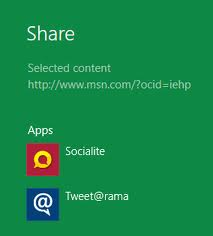 Share
Selected content
http://www.msn.com/?ocid=iehp
Apps
Socialite
Tweet@rama